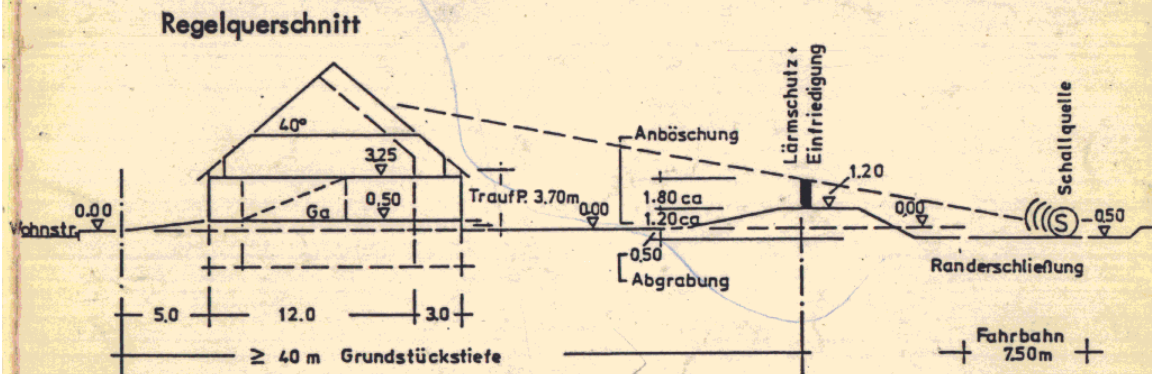 Regelquerschnitt
Lärmschutz +
Einfriedigung
Schallquelle
40°
Anböschung
3,25
1.20
TraufP. 3.70m
1.80 ca
0.00
0,50
0,00
0,00
Ga
1.20 ca
S
-0,50
Wohnstr.
0,50
Abgrabung
Randerschließung
5.0
12.0
3.0
Fahrbahn
7.50m
≥ 40 m Grundstückstiefe